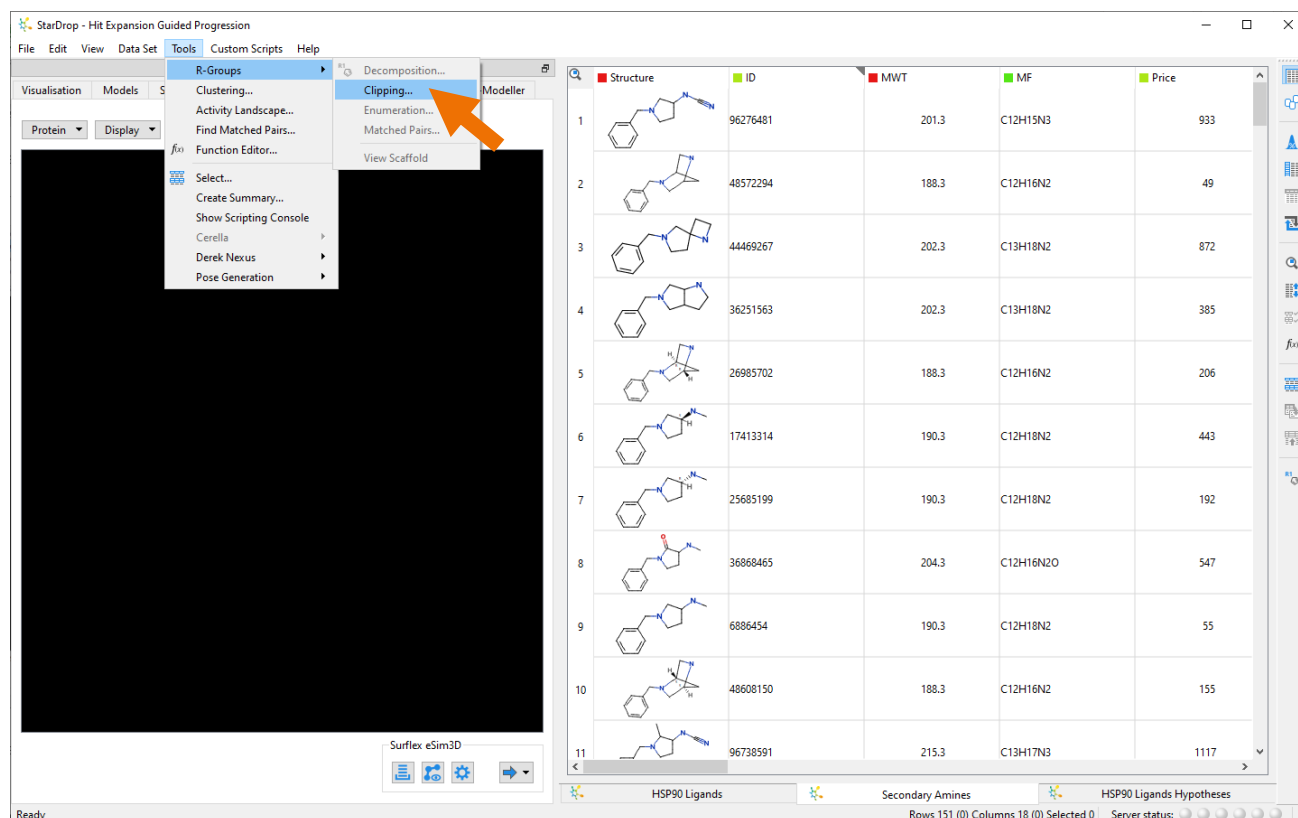 StarDrop - Hit Expansion Guided Progression
File Edit View Data Set Tools Custom Scripts Help
R-Groups
Clustering...
Activity Landscape...
Find Matched Pairs...
f(x) Function Editor...
Select...
Create Summary...
Show Scripting Console
Cerella
Derek Nexus
Pose Generation
Decomposition...
Clipping...
Enumeration...
Matched Pairs...
View Scaffold
Visualisation Models S Modeller
Protein Display
Structure ID MWT MF Price
1 96276481 201.3 C12H15N3 933
2 48572294 188.3 C12H16N2 49
3 44469267 202.3 C13H18N2 872
4 36251563 202.3 C13H18N2 385
5 26985702 188.3 C12H16N2 206
6 17413314 190.3 C12H18N2 443
7 25685199 190.3 C12H18N2 192
8 36868465 204.3 C12H16N2O 547
9 6886454 190.3 C12H18N2 55
10 48608150 188.3 C12H16N2 155
11 96738591 215.3 C13H17N3 1117
Surflex eSim3D
HSP90 Ligands Secondary Amines HSP90 Ligands Hypotheses
Ready Rows 151 (0) Columns 18 (0) Selected 0 Server status: